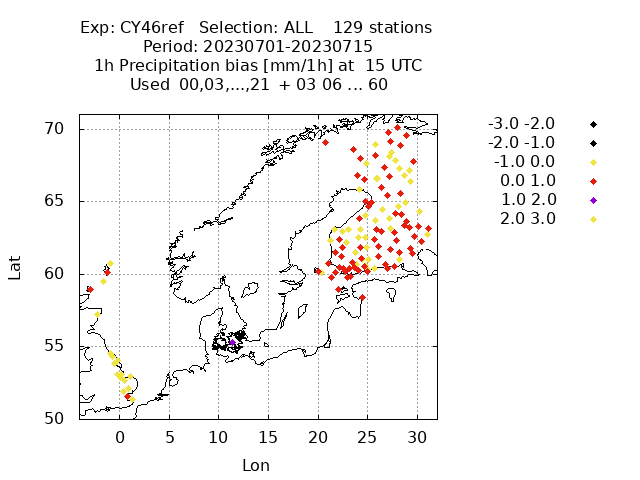 Exp: CY46ref   Selection: ALL    129 stations
Period: 20230701-20230715
1h Precipitation bias [mm/1h] at  15 UTC
Used  00,03,...,21  + 03 06 ... 60
-3.0 -2.0
-2.0 -1.0
-1.0 0.0
0.0 1.0
1.0 2.0
2.0 3.0
70
65
60
55
50
Lat
0 5 10 15 20 25 30
Lon